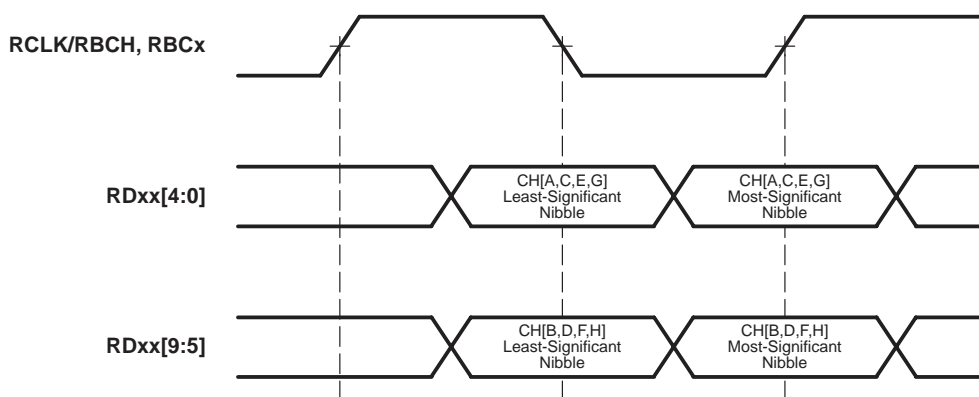 RCLK/RBCH, RBCx
RDxx[4:0]
CH[A,C,E,G]
Least-Significant
Nibble
CH[A,C,E,G]
Most-Significant
Nibble
RDxx[9:5]
CH[B,D,F,H]
Least-Significant
Nibble
CH[B,D,F,H]
Most-Significant
Nibble